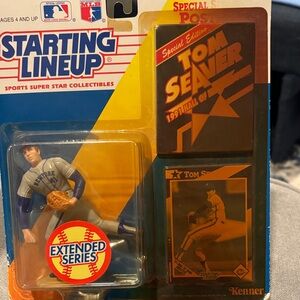 AGES 4 AND UP
SPECIAL S
POST
STARTING
LINEUP
SPORTS SUPER STAR COLLECTIBLES
Special Edition
TOM
SEAVER
EXTENDED
SERIES
TOM S
Kenner